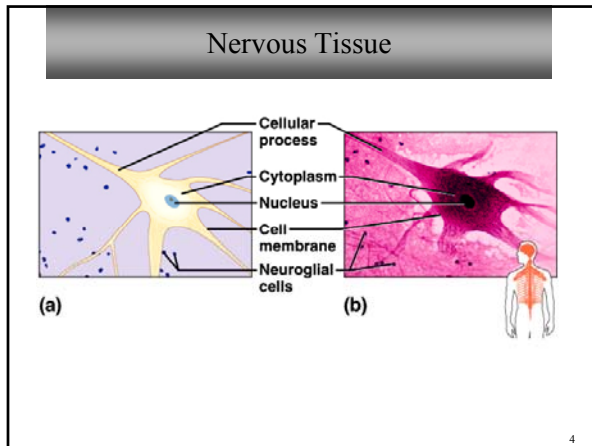 Nervous Tissue
Cellular
process
Cytoplasm
Nucleus
Cell
membrane
Neuroglial
cells
(a)
(b)
4